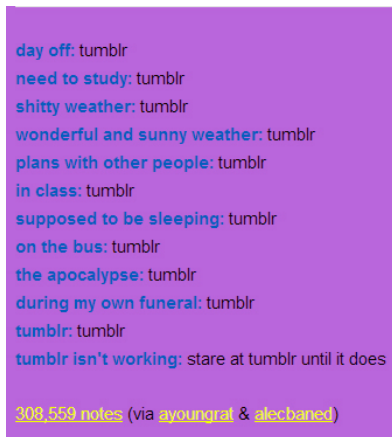 day off: tumblr
need to study: tumblr
shitty weather: tumblr
wonderful and sunny weather: tumblr
plans with other people: tumblr
in class: tumblr
supposed to be sleeping: tumblr
on the bus: tumblr
the apocalypse: tumblr
during my own funeral: tumblr
tumblr: tumblr
tumblr isn't working: stare at tumblr until it does
308,559 notes (via ayoungrat & alecbaned)